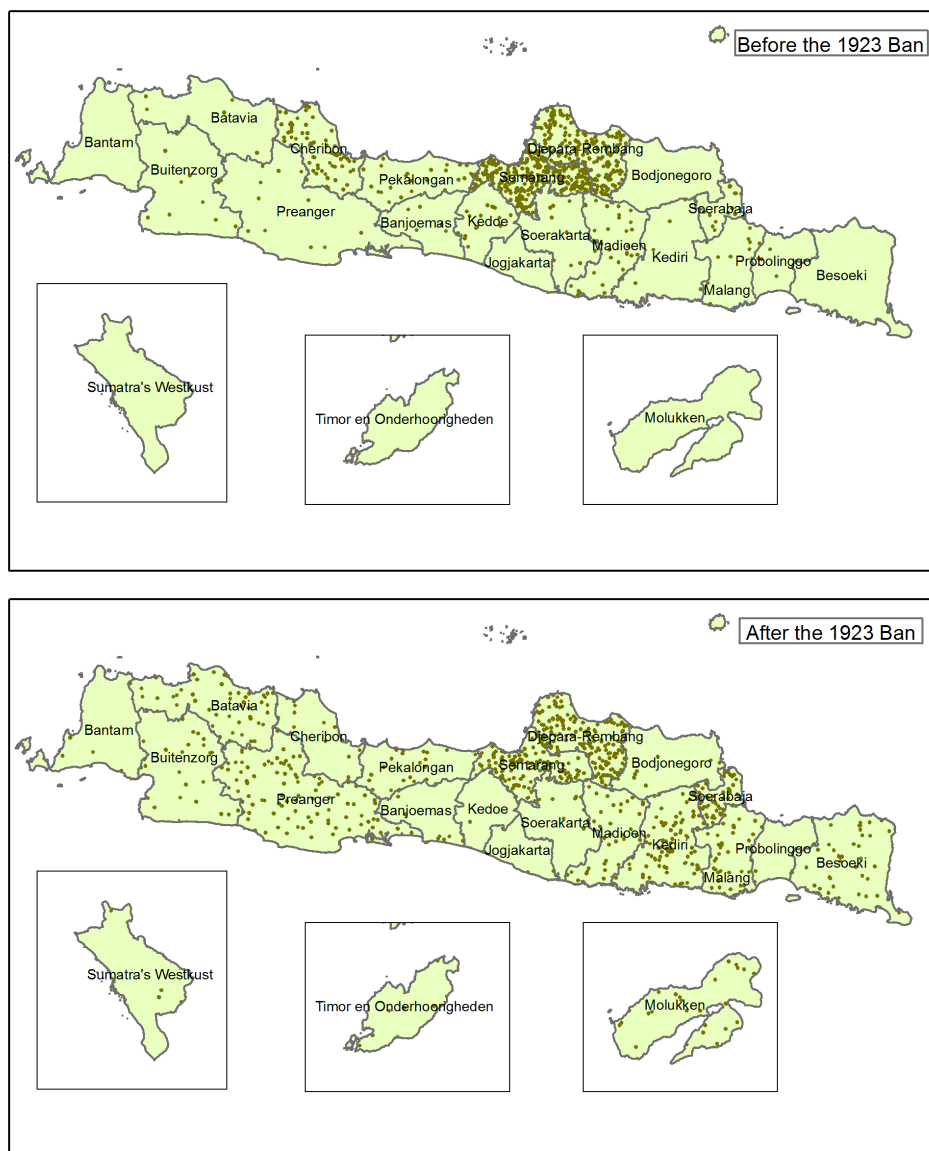 Before the 1923 Ban
Batavia
Bantam
Cheribon
Djepara-Rembang
Buitenzorg
Pekalongan
Semarang
Bodjonegoro
Preanger
Banjoemas
Kedoe
Soerabaja
Soerakarta
Madioen
Jogjakarta
Kediri
Probolinggo
Besoeki
Malang
Sumatra's Westkust
Timor en Onderhoorigheden
Molukken
After the 1923 Ban
Batavia
Bantam
Cheribon
Djepara-Rembang
Buitenzorg
Pekalongan
Semarang
Bodjonegoro
Preanger
Banjoemas
Kedoe
Soerabaja
Soerakarta
Madioen
Jogjakarta
Kediri
Probolinggo
Besoeki
Malang
Sumatra's Westkust
Timor en Onderhoorigheden
Molukken